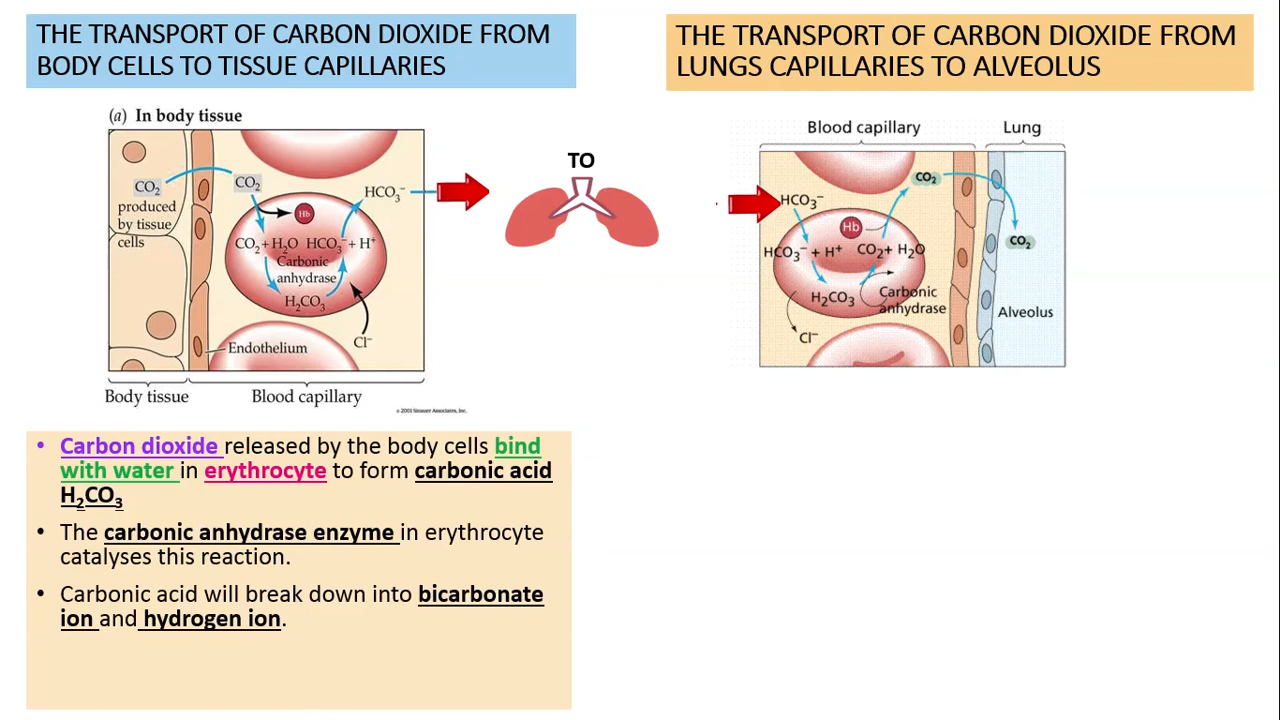 THE TRANSPORT OF CARBON DIOXIDE FROM
BODY CELLS TO TISSUE CAPILLARIES
THE TRANSPORT OF CARBON DIOXIDE FROM
LUNGS CAPILLARIES TO ALVEOLUS
(a) In body tissue
CO₂
produced
by tissue
cells
CO₂
Hb
HCO₃⁻
CO₂ + H₂O HCO₃⁻ + H⁺
Carbonic
anhydrase
H₂CO₃
Cl⁻
Endothelium
Body tissue
Blood capillary
© 2001 Sinauer Associates, Inc.
TO
Blood capillary
Lung
CO₂
HCO₃⁻
Hb
HCO₃⁻ + H⁺ CO₂ + H₂O
CO₂
H₂CO₃
Carbonic
anhydrase
Cl⁻
Alveolus
• Carbon dioxide released by the body cells bind
with water in erythrocyte to form carbonic acid
H₂CO₃
• The carbonic anhydrase enzyme in erythrocyte
catalyses this reaction.
• Carbonic acid will break down into bicarbonate
ion and hydrogen ion.